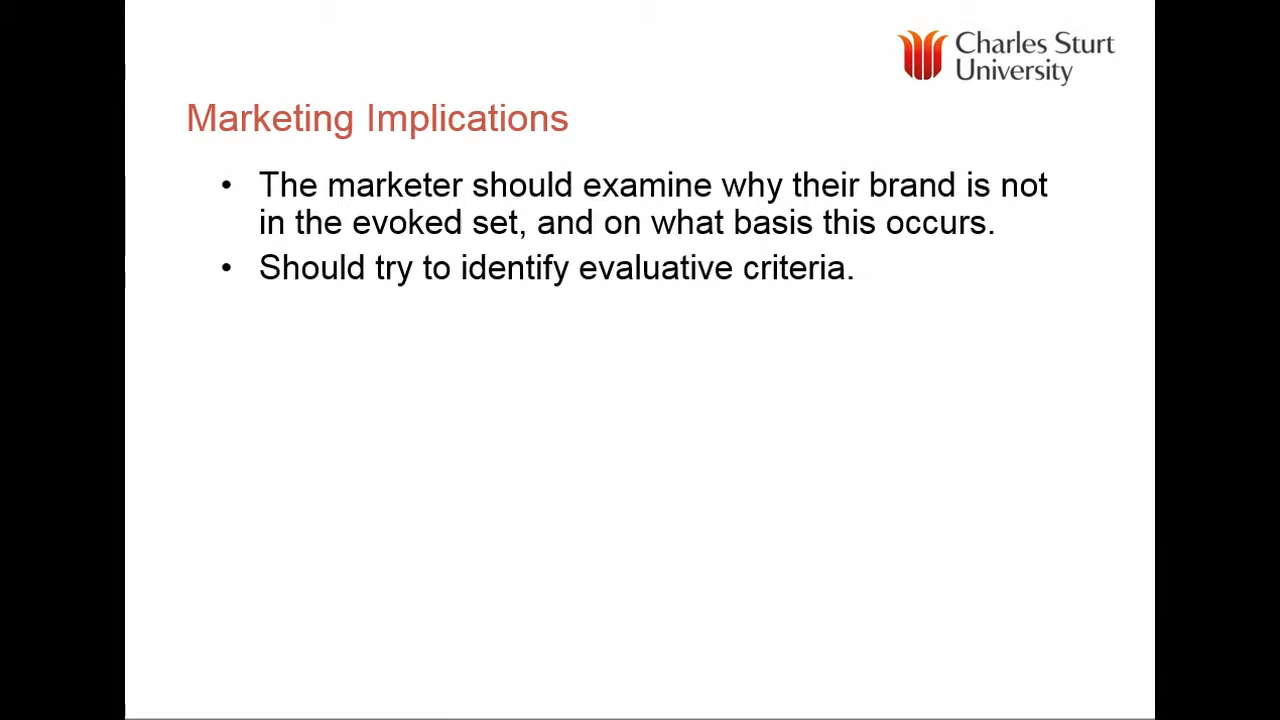 Charles Sturt
University
Marketing Implications
• The marketer should examine why their brand is not
in the evoked set, and on what basis this occurs.
• Should try to identify evaluative criteria.